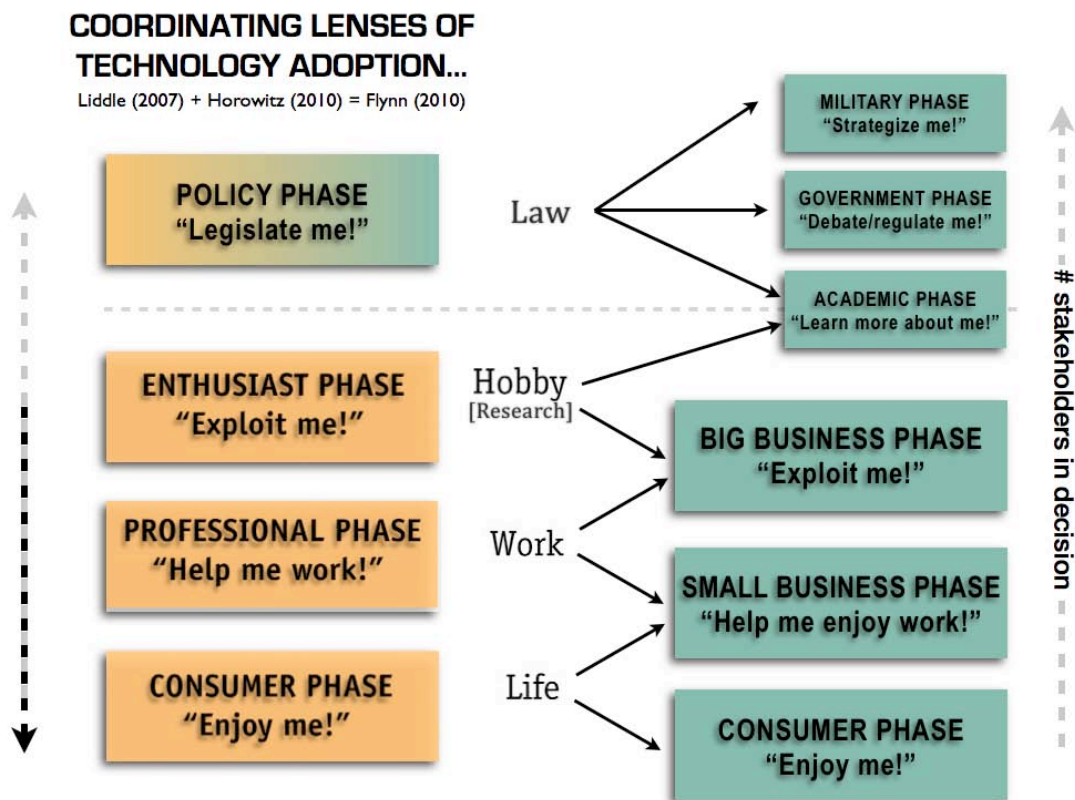 COORDINATING LENSES OF
TECHNOLOGY ADOPTION...
Liddle (2007) + Horowitz (2010) = Flynn (2010)
POLICY PHASE
“Legislate me!”
ENTHUSIAST PHASE
“Exploit me!”
PROFESSIONAL PHASE
“Help me work!”
CONSUMER PHASE
“Enjoy me!”
Law
Hobby
[Research]
Work
Life
MILITARY PHASE
“Strategize me!”
GOVERNMENT PHASE
“Debate/regulate me!”
ACADEMIC PHASE
“Learn more about me!”
BIG BUSINESS PHASE
“Exploit me!”
SMALL BUSINESS PHASE
“Help me enjoy work!”
CONSUMER PHASE
“Enjoy me!”
# stakeholders in decision